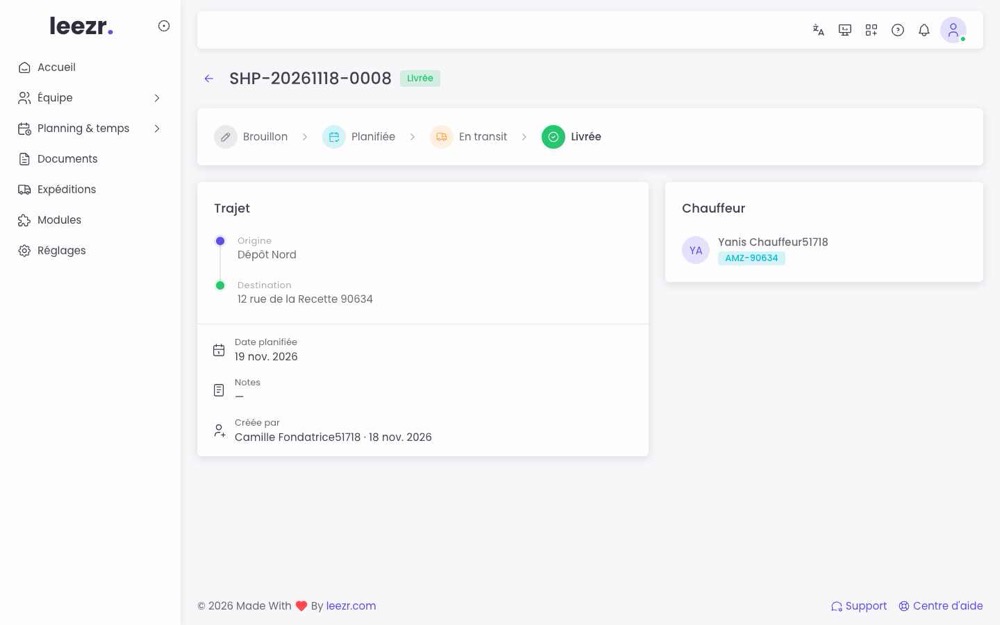 leezr.
Accueil
Équipe
Planning & temps
Documents
Expéditions
Modules
Réglages
SHP-20261118-0008
Livrée
Brouillon
Planifiée
En transit
Livrée
Trajet
Origine
Dépôt Nord
Destination
12 rue de la Recette 90634
Date planifiée
19 nov. 2026
Notes
—
Créée par
Camille Fondatrice51718 · 18 nov. 2026
Chauffeur
YA
Yanis Chauffeur51718
AMZ-90634
© 2026 Made With ❤ By leezr.com
Support
Centre d'aide